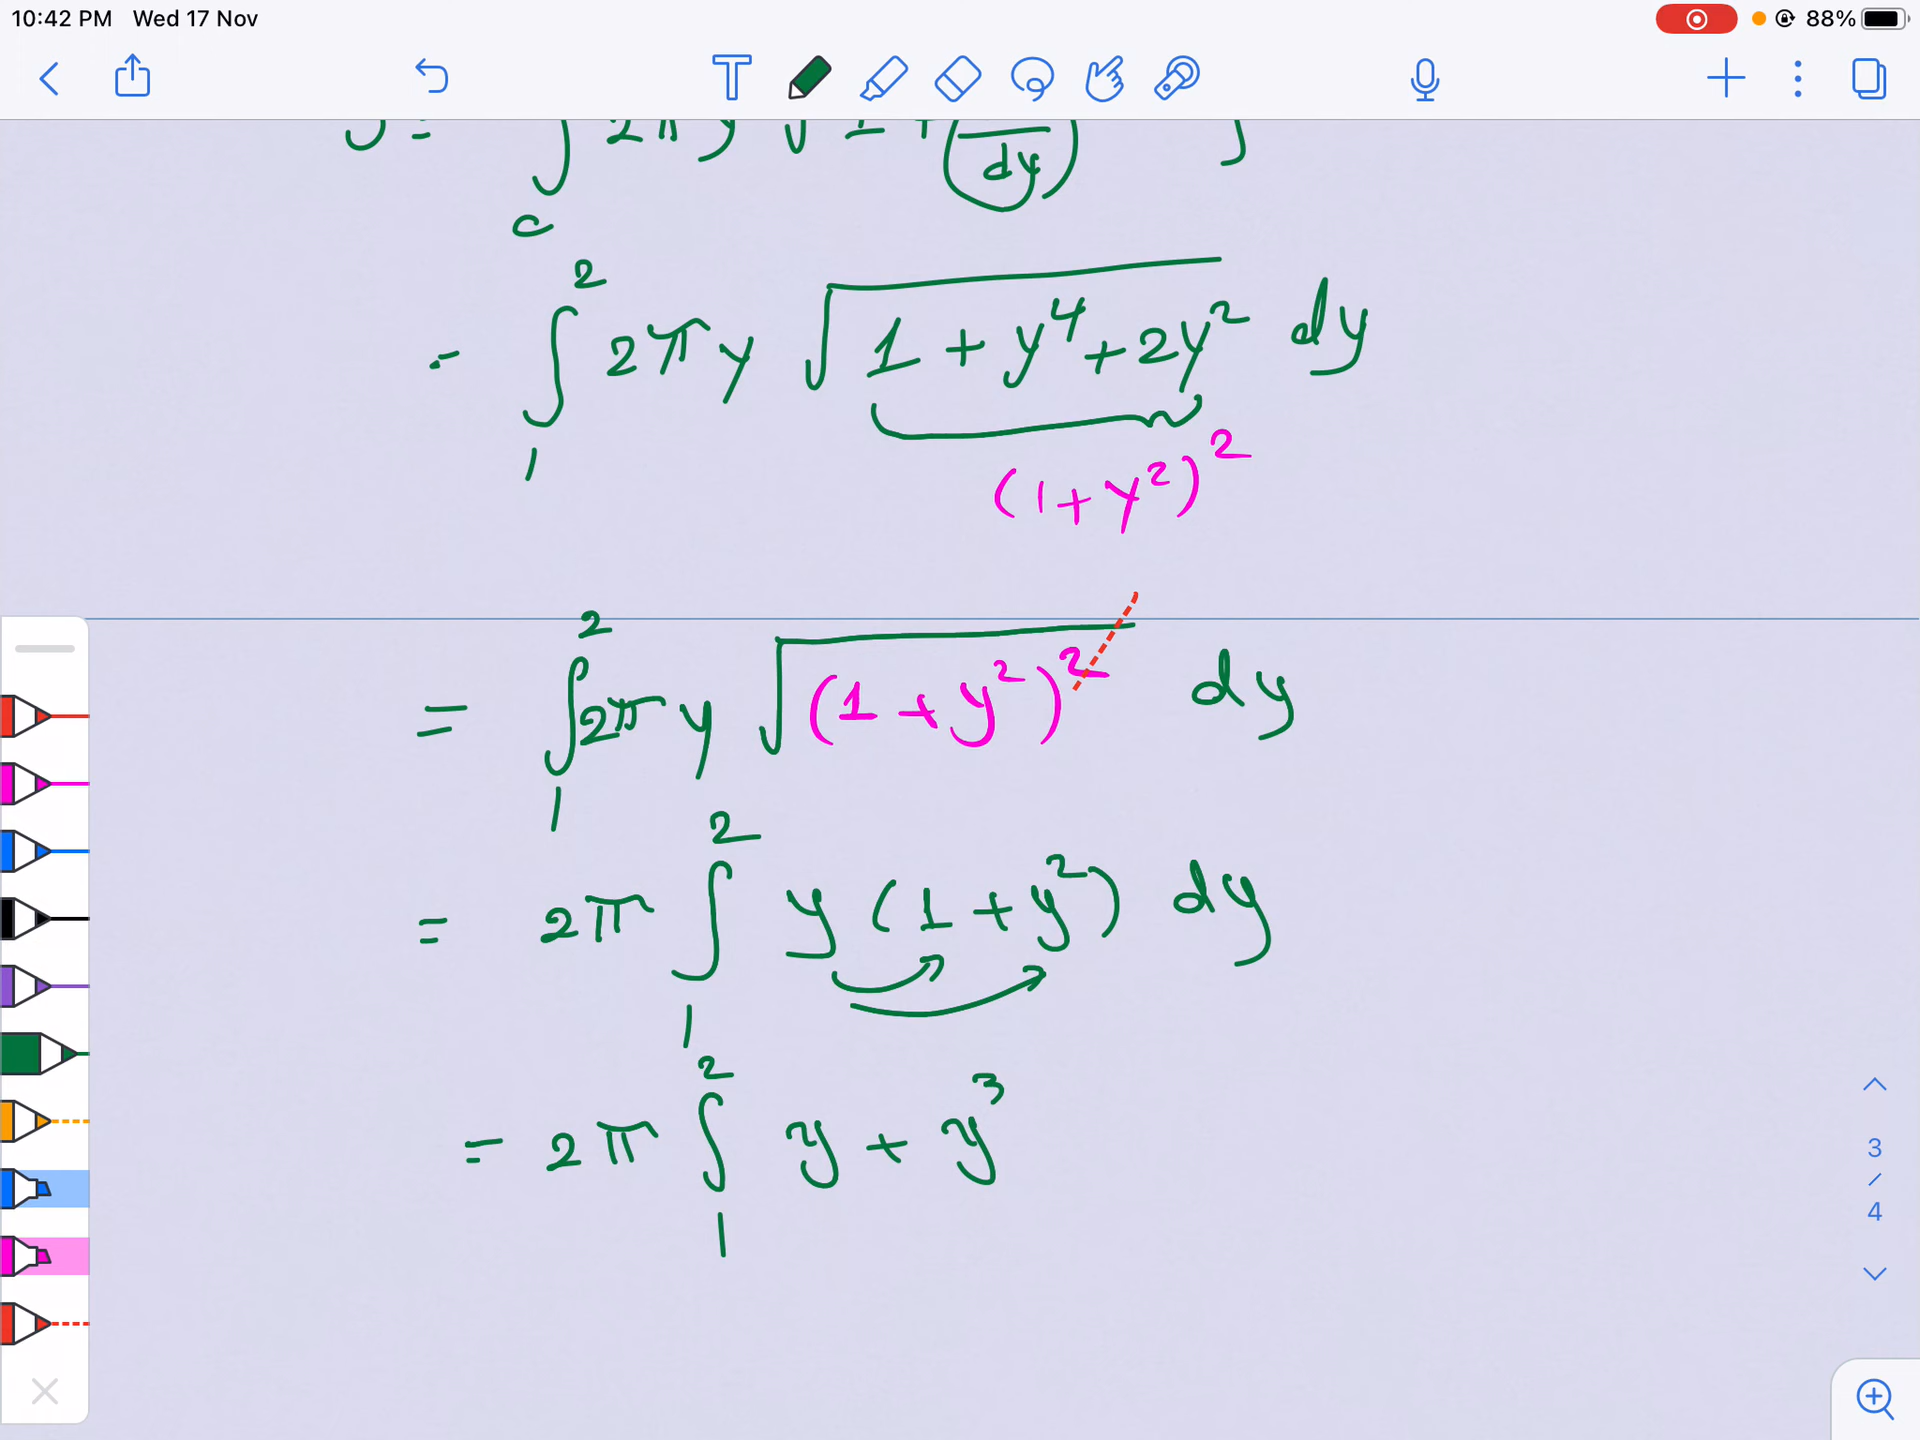 10:42 PM Wed 17 Nov 88%
T
dy
c
= ∫₁² 2πy √(1 + y⁴ + 2y²) dy
(1 + y²)²
= ∫₁² 2πy √((1 + y²)²) dy
= 2π ∫₁² y (1 + y²) dy
= 2π ∫₁² y + y³
3
/
4